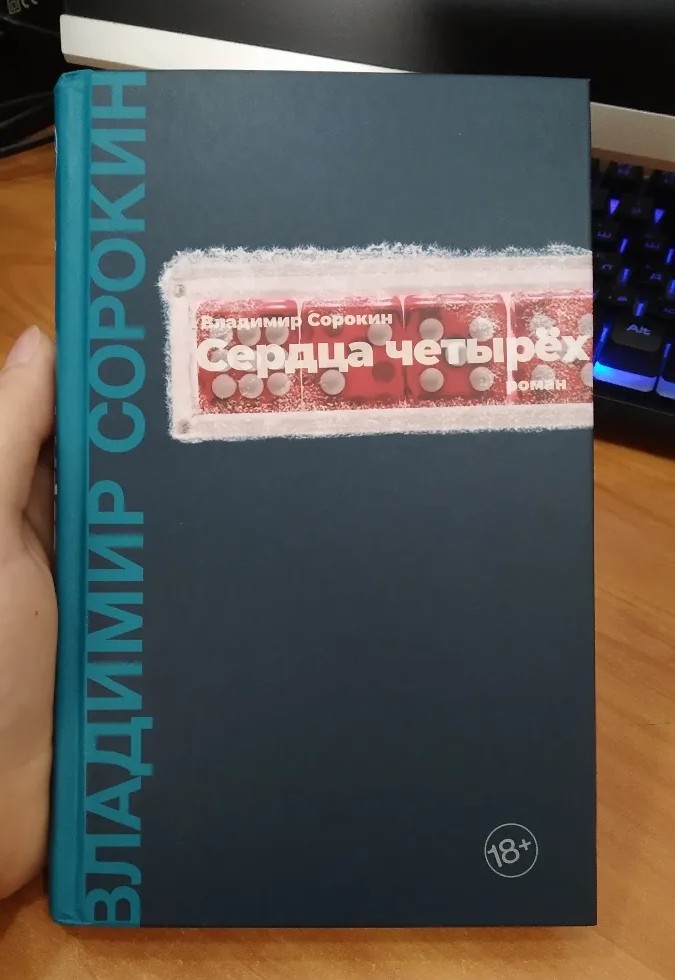 ВЛАДИМИР СОРОКИН
Владимир Сорокин
Сердца четырёх
роман
18+
Alt